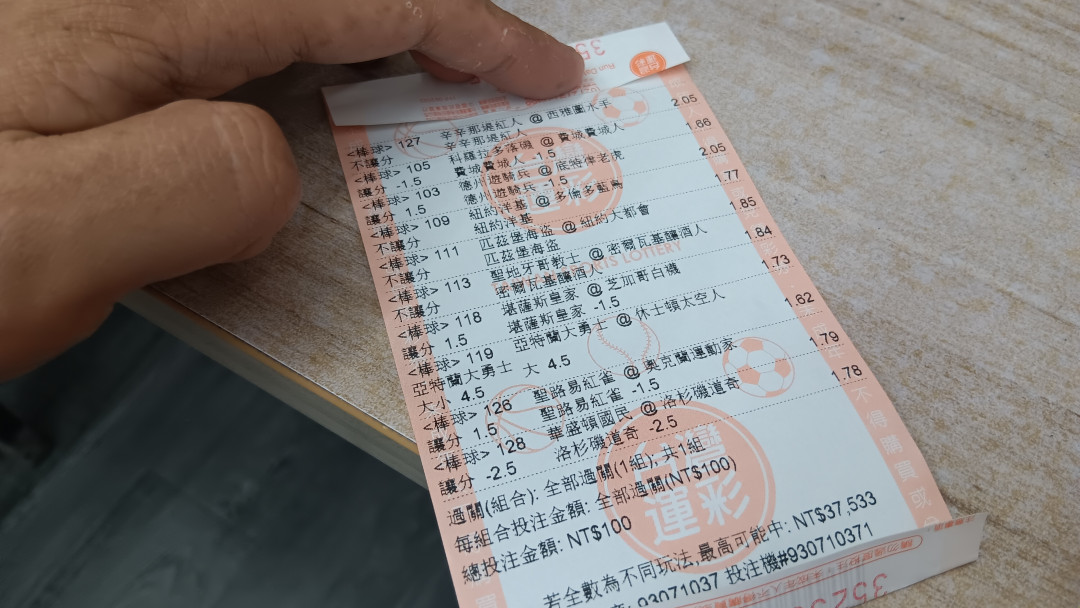 35
<棒球> 127 辛辛那堤紅人 @ 西雅圖水手
不讓分 辛辛那堤紅人 2.05
<棒球> 105 科羅拉多落磯 @ 費城費城人
讓分 -1.5 費城費城人 -1.5 1.66
<棒球> 103 德州遊騎兵 @ 底特律老虎
讓分 1.5 德州遊騎兵 -1.5 2.05
<棒球> 109 紐約洋基 @ 多倫多藍鳥
不讓分 紐約洋基 1.77
<棒球> 111 匹茲堡海盜 @ 紐約大都會
不讓分 匹茲堡海盜 1.85
<棒球> 113 聖地牙哥教士 @ 密爾瓦基釀酒人
不讓分 密爾瓦基釀酒人 1.84
<棒球> 118 堪薩斯皇家 @ 芝加哥白襪
讓分 1.5 堪薩斯皇家 -1.5 1.73
<棒球> 119 亞特蘭大勇士 @ 休士頓太空人
亞特蘭大勇士 大 4.5
大小 4.5 1.62
<棒球> 126 聖路易紅雀 @ 奧克蘭運動家
讓分 1.5 聖路易紅雀 -1.5 1.79
<棒球> 128 華盛頓國民 @ 洛杉磯道奇
讓分 -2.5 洛杉磯道奇 -2.5 1.78
過關(組合): 全部過關(1組); 共1組
每組合投注金額: 全部過關(NT$100)
總投注金額: NT$100
若全數為不同玩法,最高可能中: NT$37,533
03071037 投注機#930710371
台灣運彩
SPORTS LOTTERY